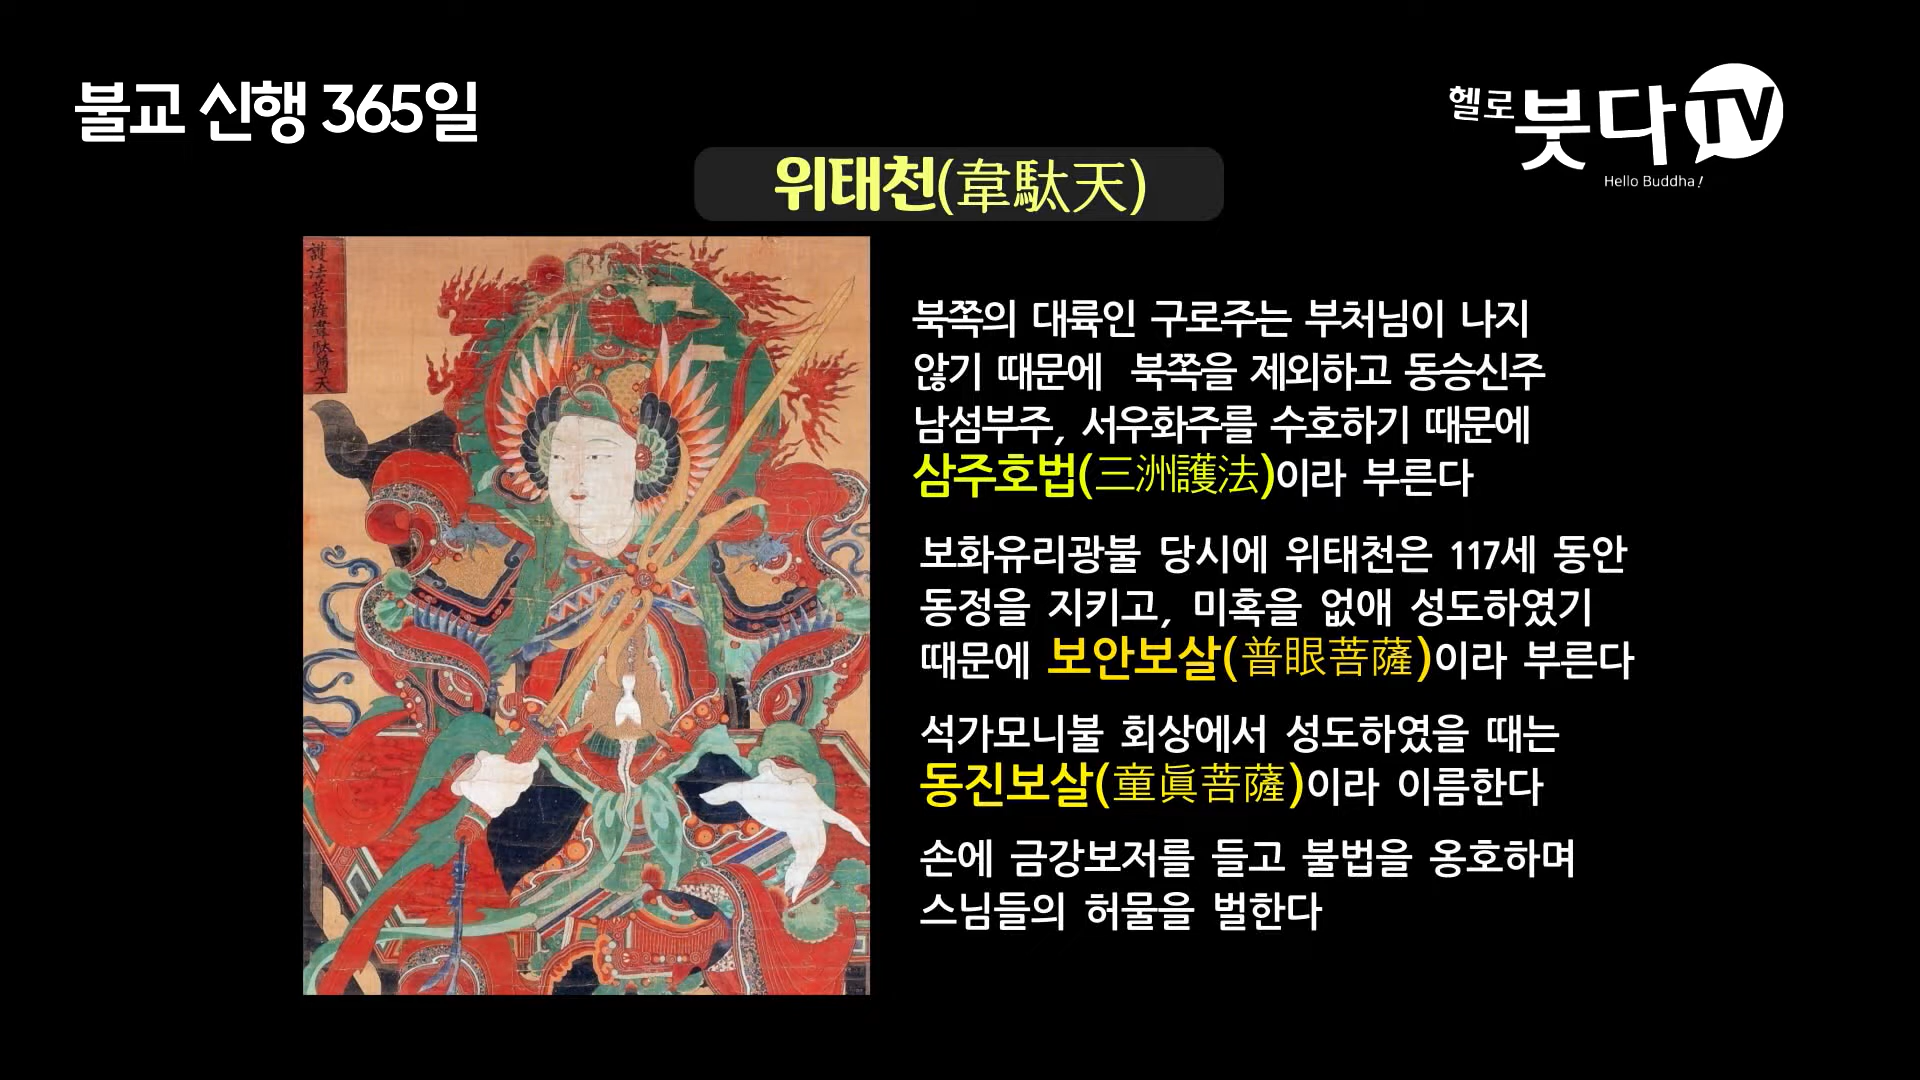 불교 신행 365일
헬로 붓다 TV
Hello Buddha!
위태천(韋駄天)
護法菩薩韋駄尊天
북쪽의 대륙인 구로주는 부처님이 나지
않기 때문에 북쪽을 제외하고 동승신주
남섬부주, 서우화주를 수호하기 때문에
삼주호법(三洲護法)이라 부른다
보화유리광불 당시에 위태천은 117세 동안
동정을 지키고, 미혹을 없애 성도하였기
때문에 보안보살(普眼菩薩)이라 부른다
석가모니불 회상에서 성도하였을 때는
동진보살(童眞菩薩)이라 이름한다
손에 금강보저를 들고 불법을 옹호하며
스님들의 허물을 벌한다